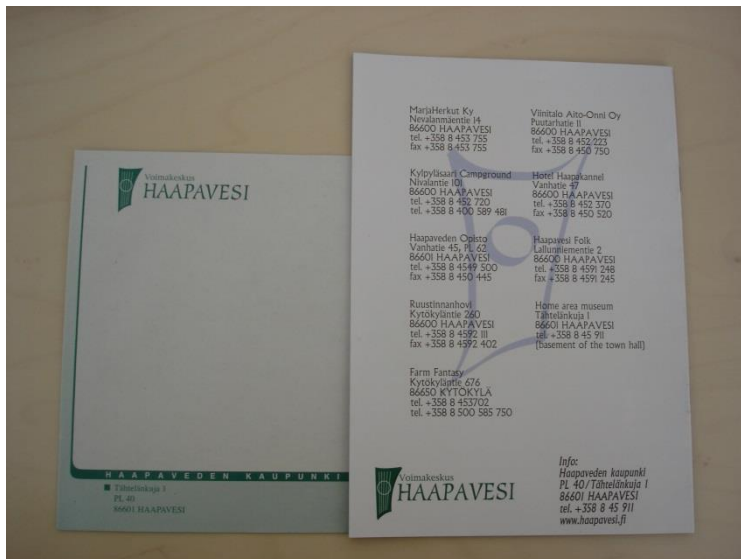 Voimakeskus
HAAPAVESI
HAAPAVEDEN KAUPUNKI
Tähtelänkuja 1
PL 40
86601 HAAPAVESI
MarjaHerkut Ky
Nevalanmäentie 14
86600 HAAPAVESI
tel. +358 8 453 755
fax +358 8 453 755
Viinitalo Aito-Onni Oy
Puutarhatie 11
86600 HAAPAVESI
tel. +358 8 452 223
fax +358 8 450 750
Kylpyläsaari Campground
Nivalantie 101
86600 HAAPAVESI
tel. +358 8 452 720
tel. +358 8 400 589 481
Hotel Haapakannel
Vanhatie 47
86600 HAAPAVESI
tel. +358 8 452 370
fax +358 8 450 520
Haapaveden Opisto
Vanhatie 45, PL 62
86601 HAAPAVESI
tel. +358 8 4549 500
fax +358 8 450 445
Haapavesi Folk
Lallunniementie 2
86600 HAAPAVESI
tel. +358 8 4591 248
fax +358 8 4591 245
Ruustinnanhovi
Kytökyläntie 260
86600 HAAPAVESI
tel. +358 8 4592 111
fax +358 8 4592 402
Home area museum
Tähtelänkuja 1
86601 HAAPAVESI
tel. +358 8 45 911
(basement of the town hall)
Farm Fantasy
Kytökyläntie 676
86650 KYTÖKYLÄ
tel. +358 8 453702
tel. +358 8 500 585 750
Voimakeskus
HAAPAVESI
Info:
Haapaveden kaupunki
PL 40/Tähtelänkuja 1
86601 HAAPAVESI
tel. +358 8 45 911
www.haapavesi.fi